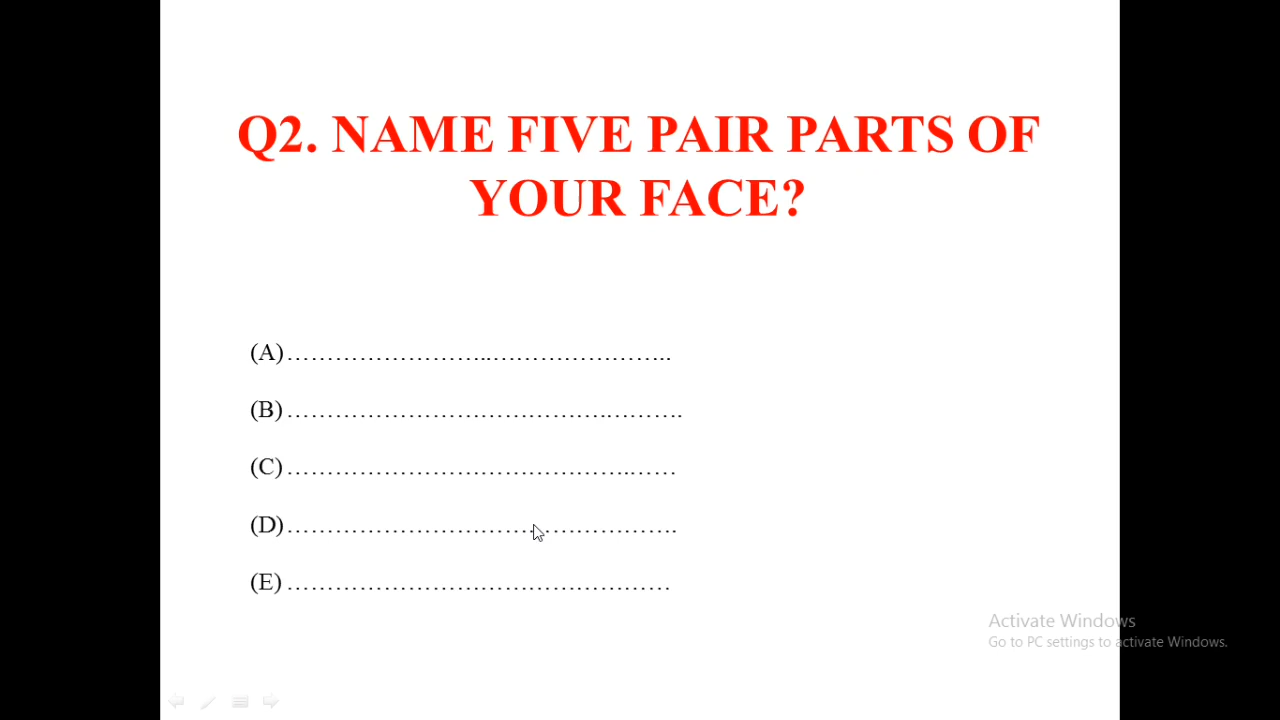 Q2. NAME FIVE PAIR PARTS OF
YOUR FACE?
(A)……………………..…………………..
(B)………………………………….……….
(C)…………………………………….……
(D)………………………………………….
(E)…………………………………………
Activate Windows
Go to PC settings to activate Windows.